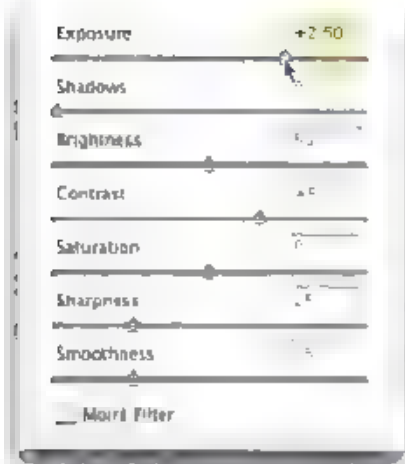 Exposure +2.50
Shadows
Brightness
Contrast
Saturation
Sharpness
Smoothness
Moiré Filter